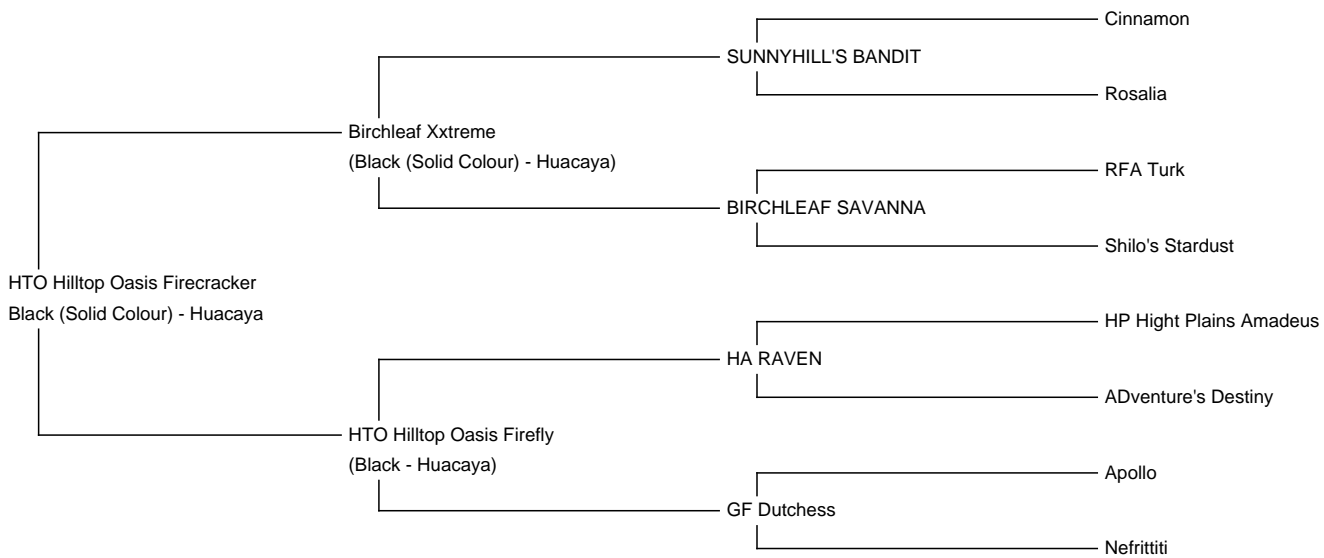 Cinnamon
SUNNYHILL'S BANDIT
Rosalia
Birchleaf Xxtreme
(Black (Solid Colour) - Huacaya)
RFA Turk
BIRCHLEAF SAVANNA
Shilo's Stardust
HTO Hilltop Oasis Firecracker
Black (Solid Colour) - Huacaya
HP Hight Plains Amadeus
HA RAVEN
ADventure's Destiny
HTO Hilltop Oasis Firefly
(Black - Huacaya)
Apollo
GF Dutchess
Nefrittiti